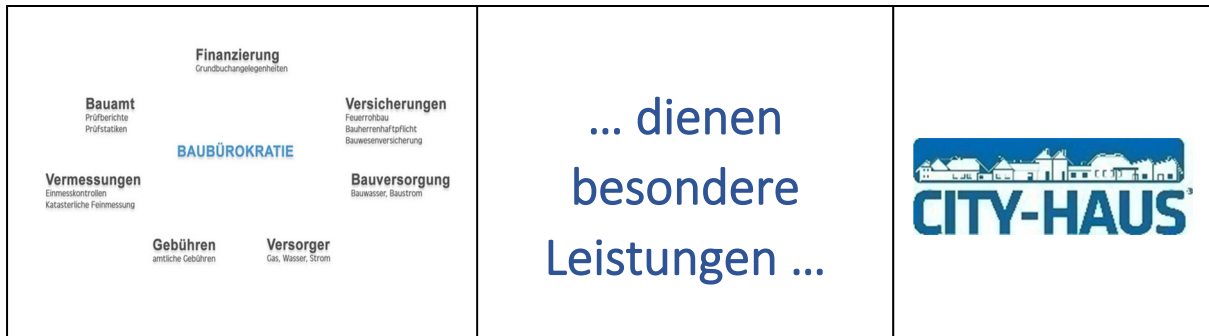 Finanzierung
Grundbuchangelegenheiten
Bauamt
Prüfberichte
Prüfstatiken
Versicherungen
Feuerrohbau
Bauherrenhaftpflicht
Bauwesenversicherung
BAUBÜROKRATIE
Vermessungen
Einmesskontrollen
Katasterliche Feinmessung
Bauversorgung
Bauwasser, Baustrom
Gebühren
amtliche Gebühren
Versorger
Gas, Wasser, Strom
... dienen
besondere
Leistungen ...
CITY-HAUS